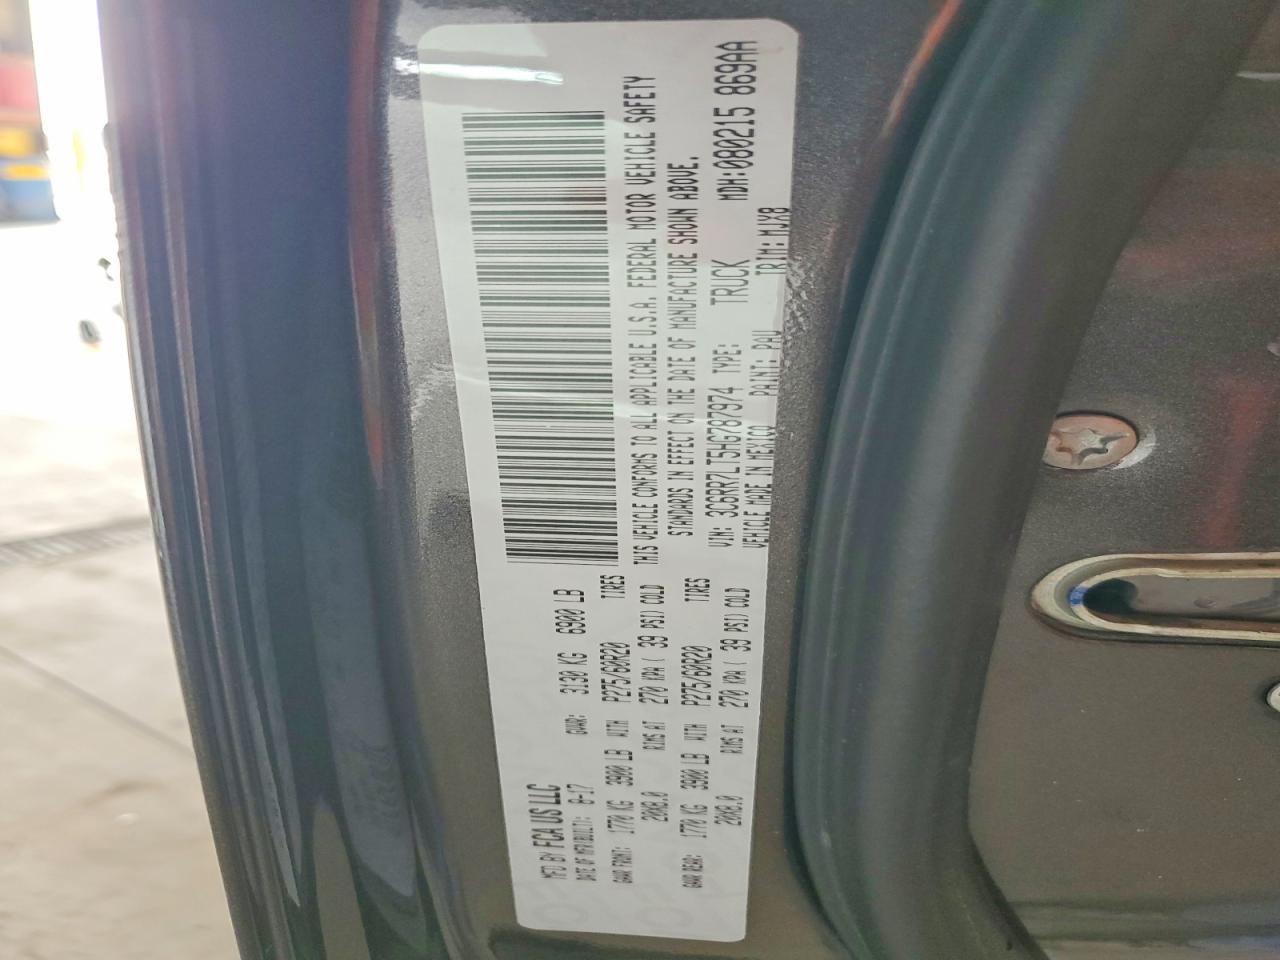 MFD BY FCA US LLC
DATE OF MFR(BUILT): 8-17 GVWR: 3130 KG 6900 LB
GAWR FRONT: 1770 KG 3900 LB WITH P275/60R20 TIRES
20X8.0 RIMS AT 270 KPA( 39 PSI) COLD
GAWR REAR: 1770 KG 3900 LB WITH P275/60R20 TIRES
20X8.0 RIMS AT 270 KPA( 39 PSI) COLD
THIS VEHICLE CONFORMS TO ALL APPLICABLE U.S.A. FEDERAL MOTOR VEHICLE SAFETY
STANDARDS IN EFFECT ON THE DATE OF MANUFACTURE SHOWN ABOVE.
VIN: 3C6RR7LT5HG787974 TYPE: TRUCK MDH:080215 869AA
VEHICLE MADE IN MEXICO PAINT: PAU TRIM: MJX8